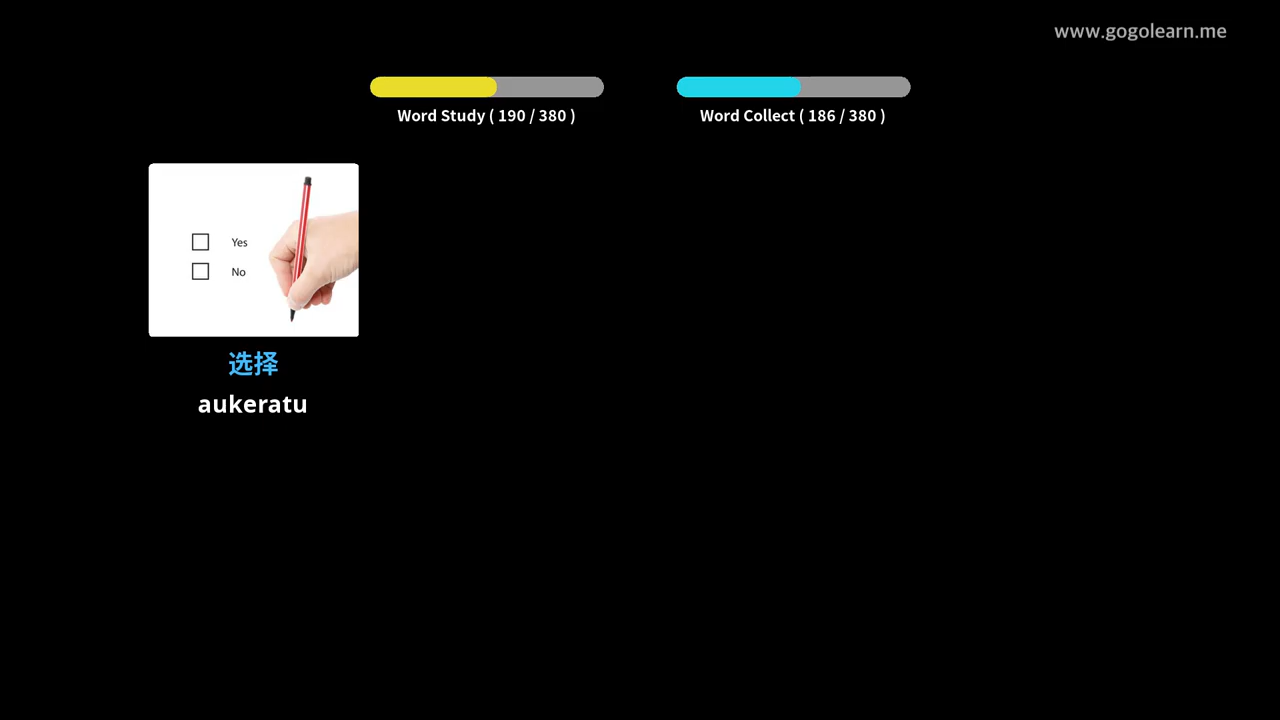 www.gogolearn.me
Word Study ( 190 / 380 )
Word Collect ( 186 / 380 )
Yes
No
选择
aukeratu